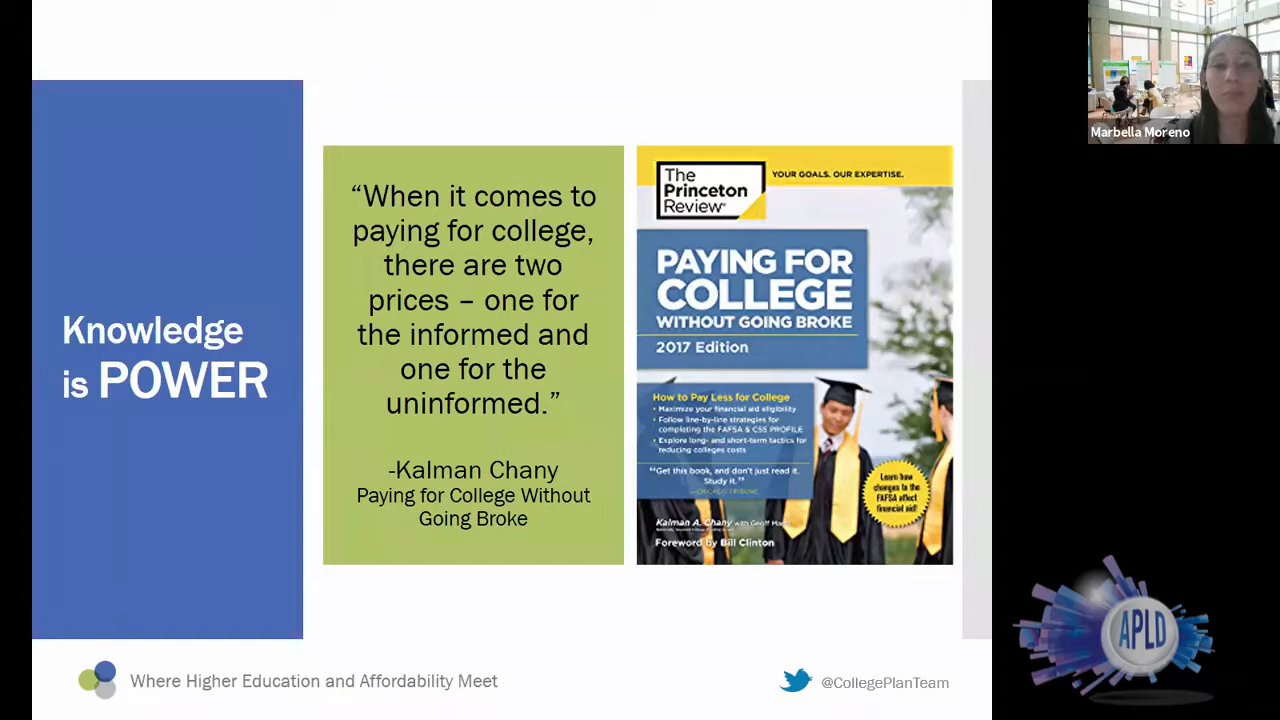 Knowledge
is POWER
“When it comes to
paying for college,
there are two
prices – one for
the informed and
one for the
uninformed.”
-Kalman Chany
Paying for College Without
Going Broke
The
Princeton
Review
YOUR GOALS. OUR EXPERTISE.
PAYING FOR
COLLEGE
WITHOUT GOING BROKE
2017 Edition
How to Pay Less for College
• Maximize your financial aid eligibility
• Follow line-by-line strategies for
completing the FAFSA & CSS PROFILE
• Explore long- and short-term tactics for
reducing colleges costs
“Get this book, and don't just read it.
Study it.”
—CHICAGO TRIBUNE
Learn how
changes to the
FAFSA affect
financial aid!
Kalman A. Chany with Geoff
Foreword by Bill Clinton
Where Higher Education and Affordability Meet
@CollegePlanTeam
Marbella Moreno
APLD